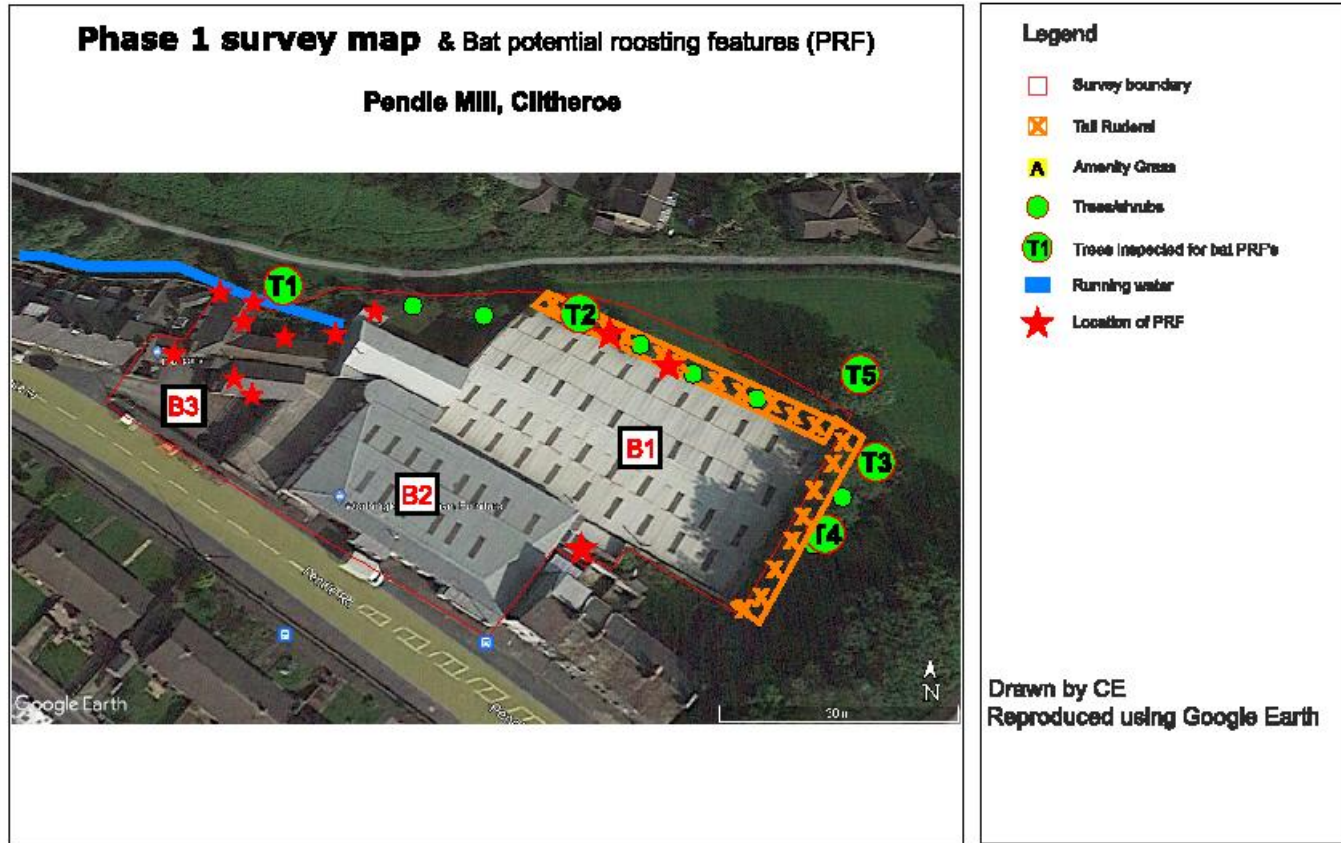 Phase 1 survey map & Bat potential roosting features (PRF)
Pendle Mill, Clitheroe
T1
T2
T5
B3
B1
T3
B2
T4
Google Earth
N
Legend
Survey boundary
Tall Ruderal
A Amenity Grass
Trees/shrubs
T1 Trees inspected for bat PRF's
Running water
Location of PRF
Drawn by CE
Reproduced using Google Earth